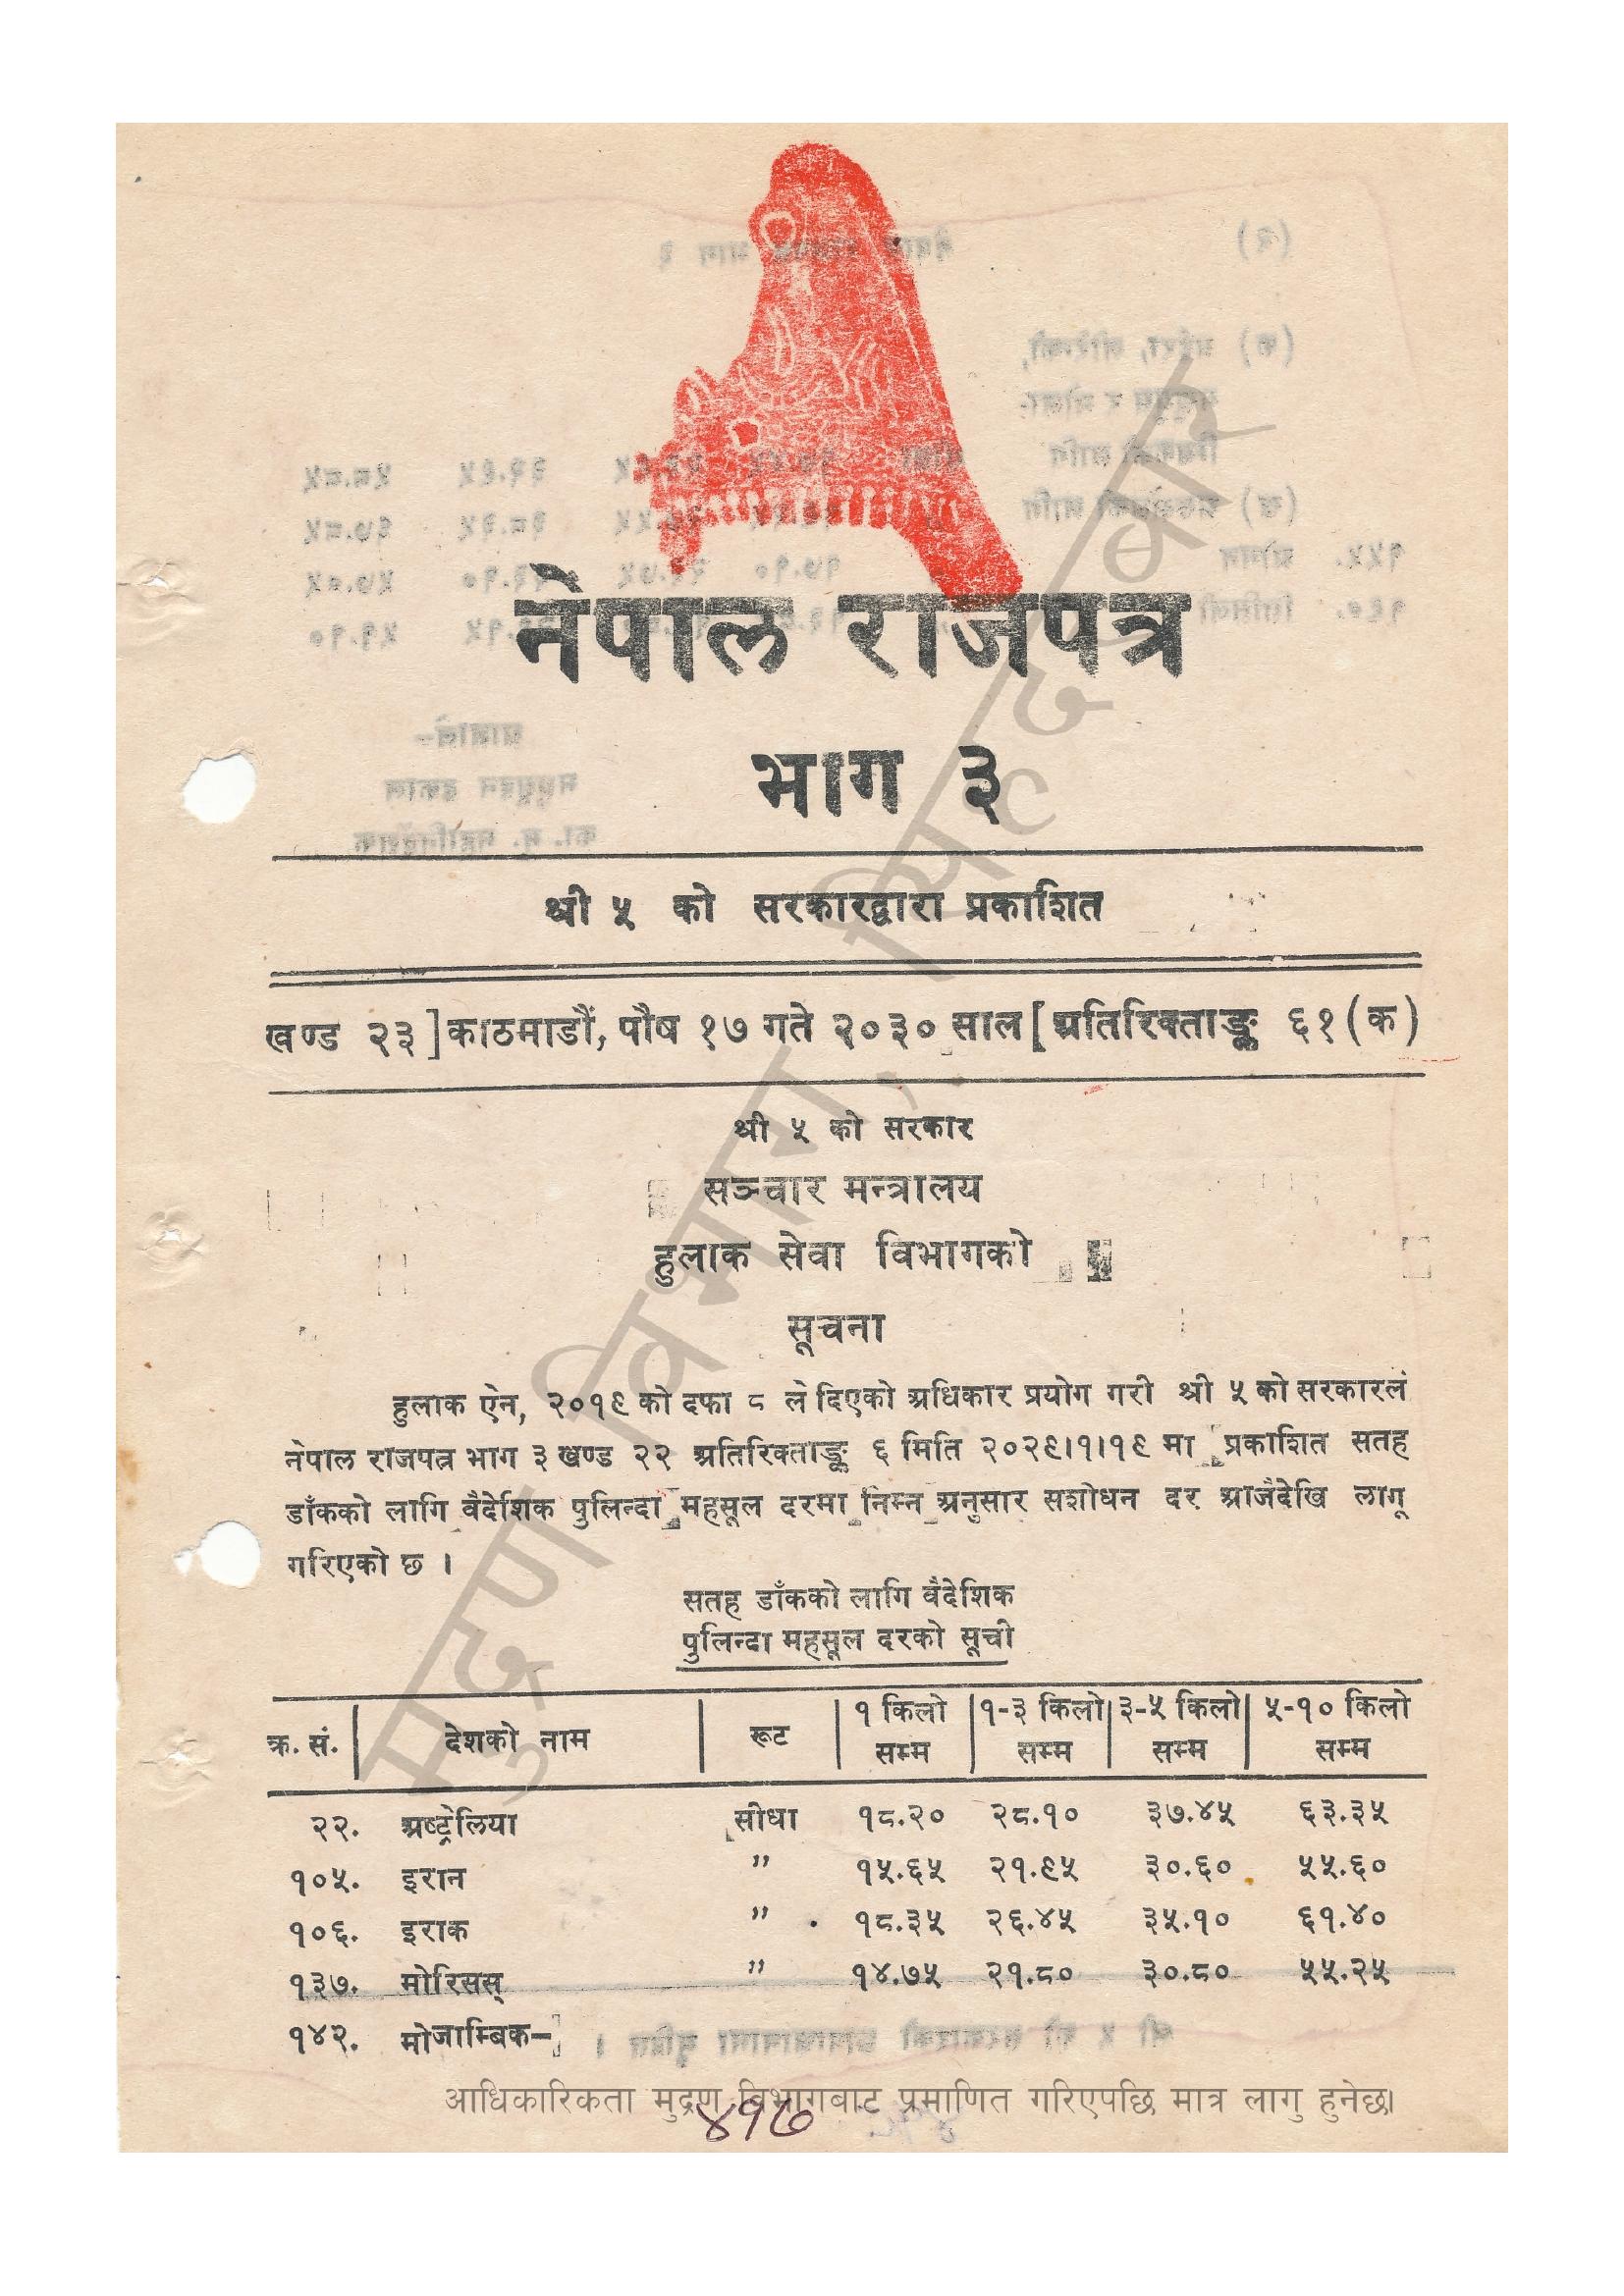 नेपाल राजपत्र
भाग ३
श्री ५ को सरकारद्वारा प्रकाशित
खण्ड २३] काठमाडौं, पौष १७ गते २०३० साल [ अतिरिक्ताङ्क ६१ (क)
श्री ५ को सरकार
सञ्चार मन्त्रालय
हुलाक सेवा विभागको
सूचना
हुलाक ऐन, २०१९ को दफा ८ ले दिएको अधिकार प्रयोग गरी श्री ५ को सरकारले
नेपाल राजपत्र भाग ३ खण्ड २२ अतिरिक्ताङ्क ६ मिति २०२९।१।१९ मा प्रकाशित सतह
डाँकको लागि वैदेशिक पुलिन्दा महसूल दरमा निम्न अनुसार सशोधन दर आजैदेखि लागू
गरिएको छ ।
सतह डाँकको लागि वैदेशिक
पुलिन्दा महसूल दरको सूची
क्र. सं. देशको नाम रूट १ किलो सम्म १-३ किलो सम्म ३-५ किलो सम्म ५-१० किलो सम्म
२२. अष्ट्रेलिया सीधा १८.२० २८.१० ३७.४५ ६३.३५
१०५. इरान " १५.६५ २१.९५ ३०.६० ५५.६०
१०६. इराक " १८.३५ २६.४५ ३५.१० ६१.४०
१३७. मोरिसस् " १४.७५ २१.८० ३०.८० ५५.२५
१४२. मोजाम्बिक–
आधिकारिकता मुद्रण विभागबाट प्रमाणित गरिएपछि मात्र लागु हुनेछ।
४१७